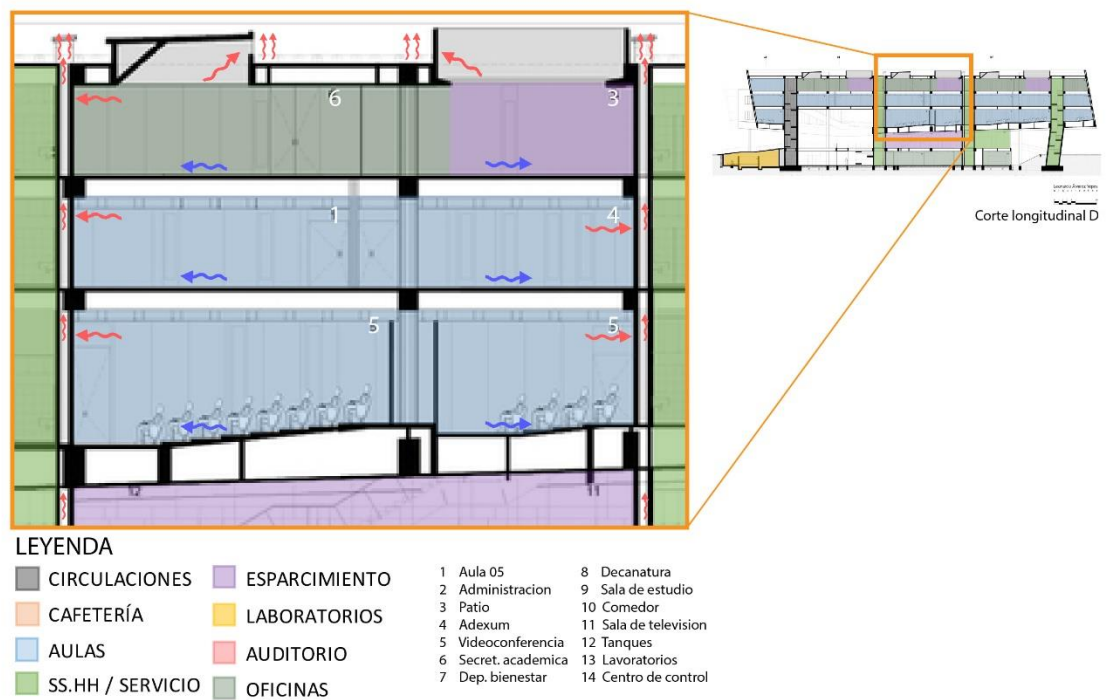 6
3
1
4
5
5
12
11
Corte longitudinal D
LEYENDA
CIRCULACIONES
CAFETERÍA
AULAS
SS.HH / SERVICIO
ESPARCIMIENTO
LABORATORIOS
AUDITORIO
OFICINAS
1 Aula 05
2 Administracion
3 Patio
4 Adexum
5 Videoconferencia
6 Secret. academica
7 Dep. bienestar
8 Decanatura
9 Sala de estudio
10 Comedor
11 Sala de television
12 Tanques
13 Lavoratorios
14 Centro de control